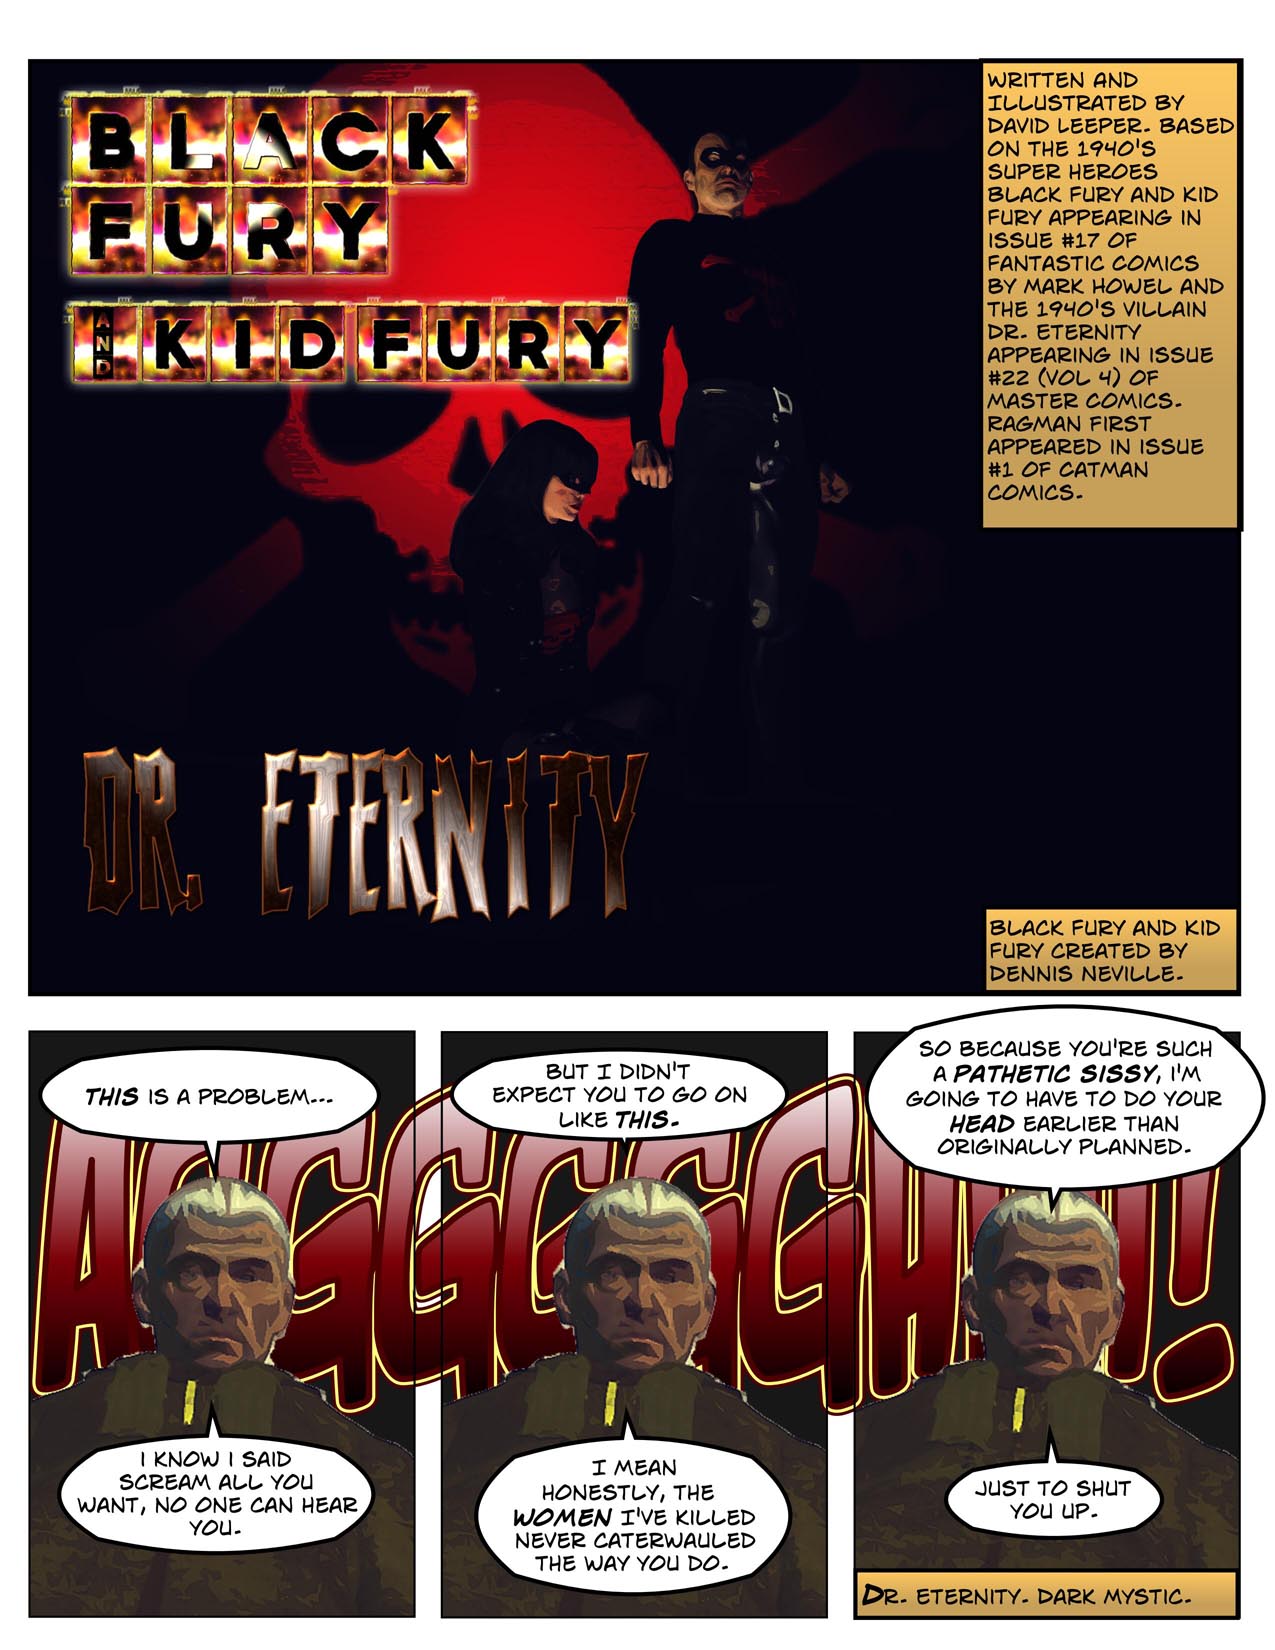 BLACK
FURY
AND KID FURY
DR. ETERNITY
WRITTEN AND
ILLUSTRATED BY
DAVID LEEPER. BASED
ON THE 1940'S
SUPER HEROES
BLACK FURY AND KID
FURY APPEARING IN
ISSUE #17 OF
FANTASTIC COMICS
BY MARK HOWEL AND
THE 1940'S VILLAIN
DR. ETERNITY
APPEARING IN ISSUE
#22 (VOL 4) OF
MASTER COMICS.
RAGMAN FIRST
APPEARED IN ISSUE
#1 OF CATMAN
COMICS.
BLACK FURY AND KID
FURY CREATED BY
DENNIS NEVILLE.
THIS IS A PROBLEM...
I KNOW I SAID
SCREAM ALL YOU
WANT, NO ONE CAN HEAR
YOU.
BUT I DIDN'T
EXPECT YOU TO GO ON
LIKE THIS.
I MEAN
HONESTLY, THE
WOMEN I'VE KILLED
NEVER CATERWAULED
THE WAY YOU DO.
SO BECAUSE YOU'RE SUCH
A PATHETIC SISSY, I'M
GOING TO HAVE TO DO YOUR
HEAD EARLIER THAN
ORIGINALLY PLANNED.
JUST TO SHUT
YOU UP.
DR. ETERNITY. DARK MYSTIC.